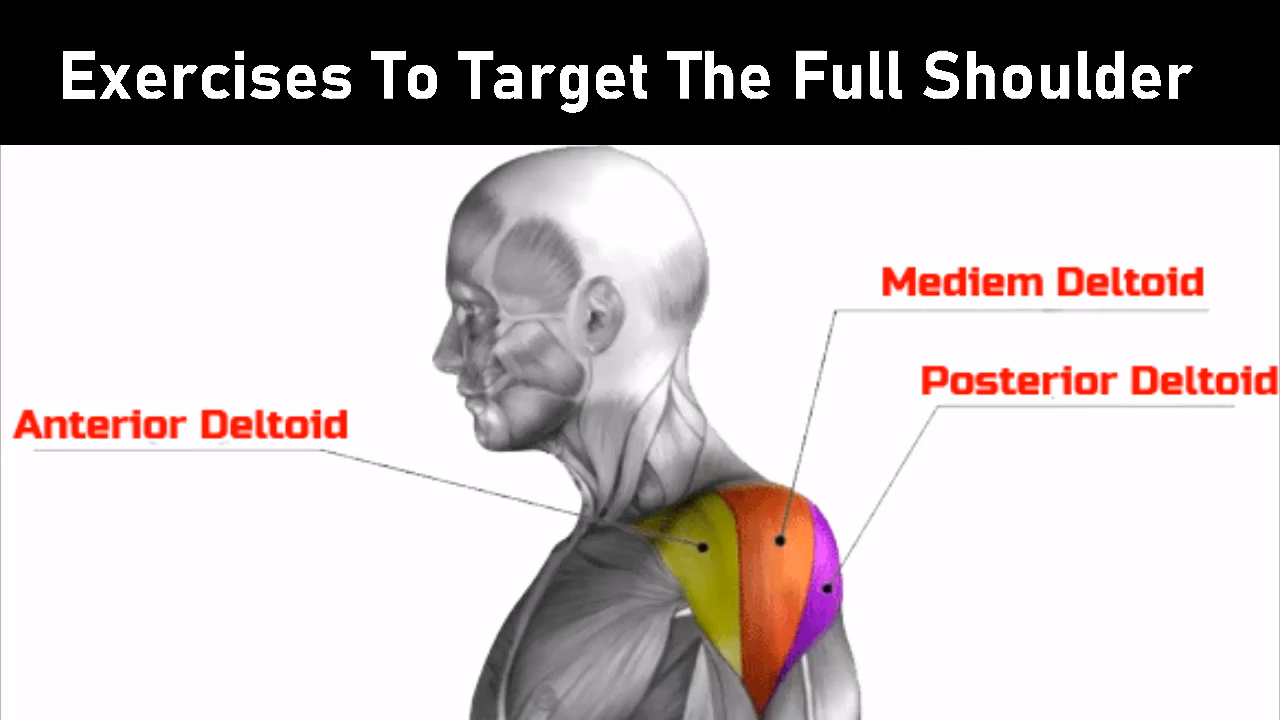 Exercises To Target The Full Shoulder
Mediem Deltoid
Posterior Deltoid
Anterior Deltoid